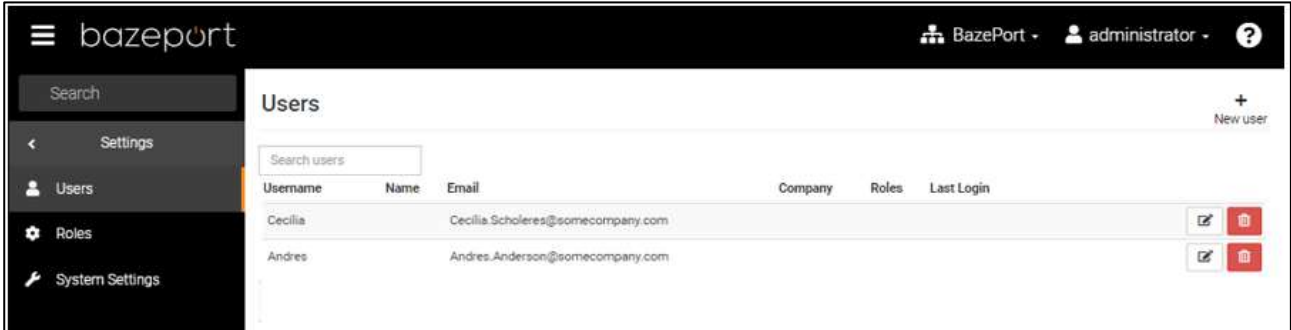 bazeport
BazePort
administrator
?
Search
Settings
Users
Roles
System Settings
Users
+
New user
Search users
Username Name Email Company Roles Last Login
Cecilia Cecilia.Scholeres@somecompany.com
Andres Andres.Anderson@somecompany.com